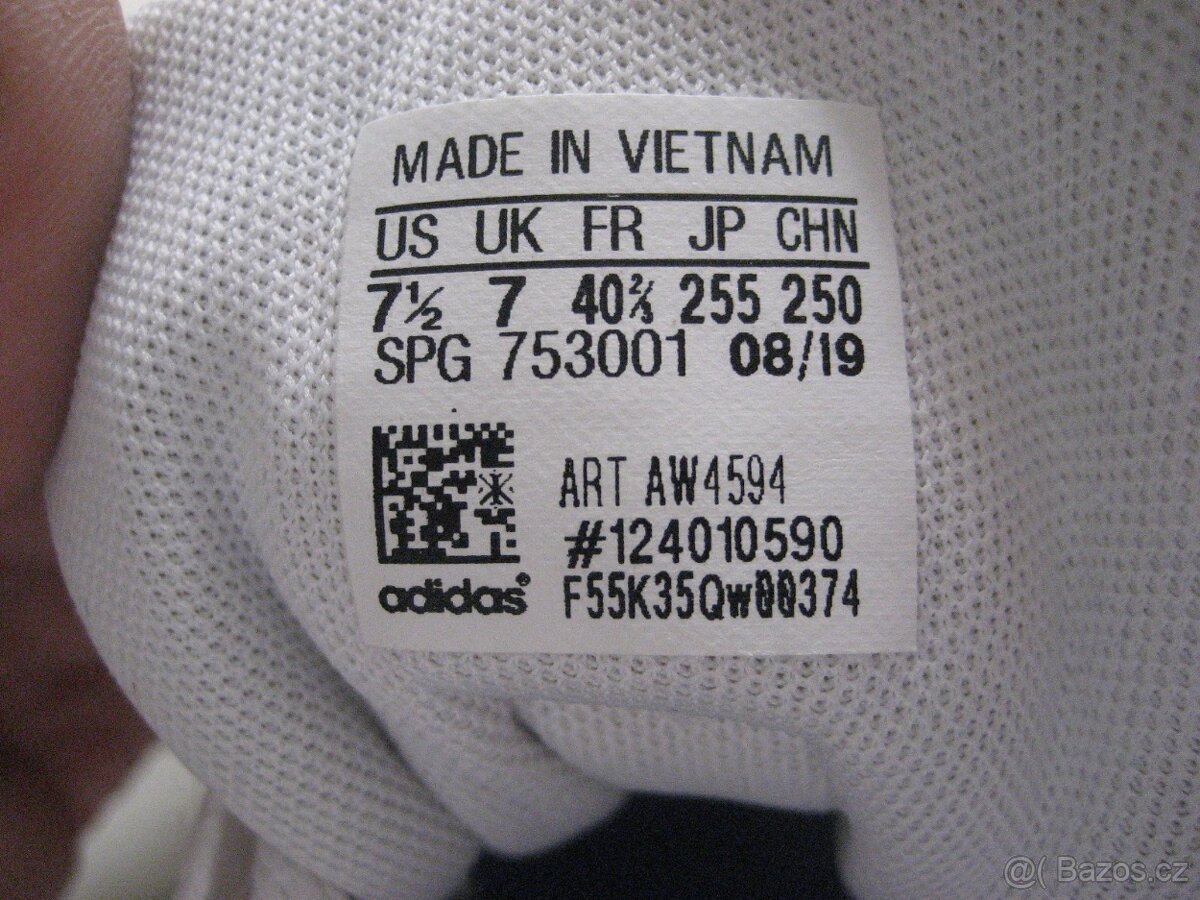 MADE IN VIETNAM
US UK FR JP CHN
7½ 7 40⅔ 255 250
SPG 753001 08/19
ART AW4594
#124010590
adidas® F55K35QW00374
@( Bazos.cz